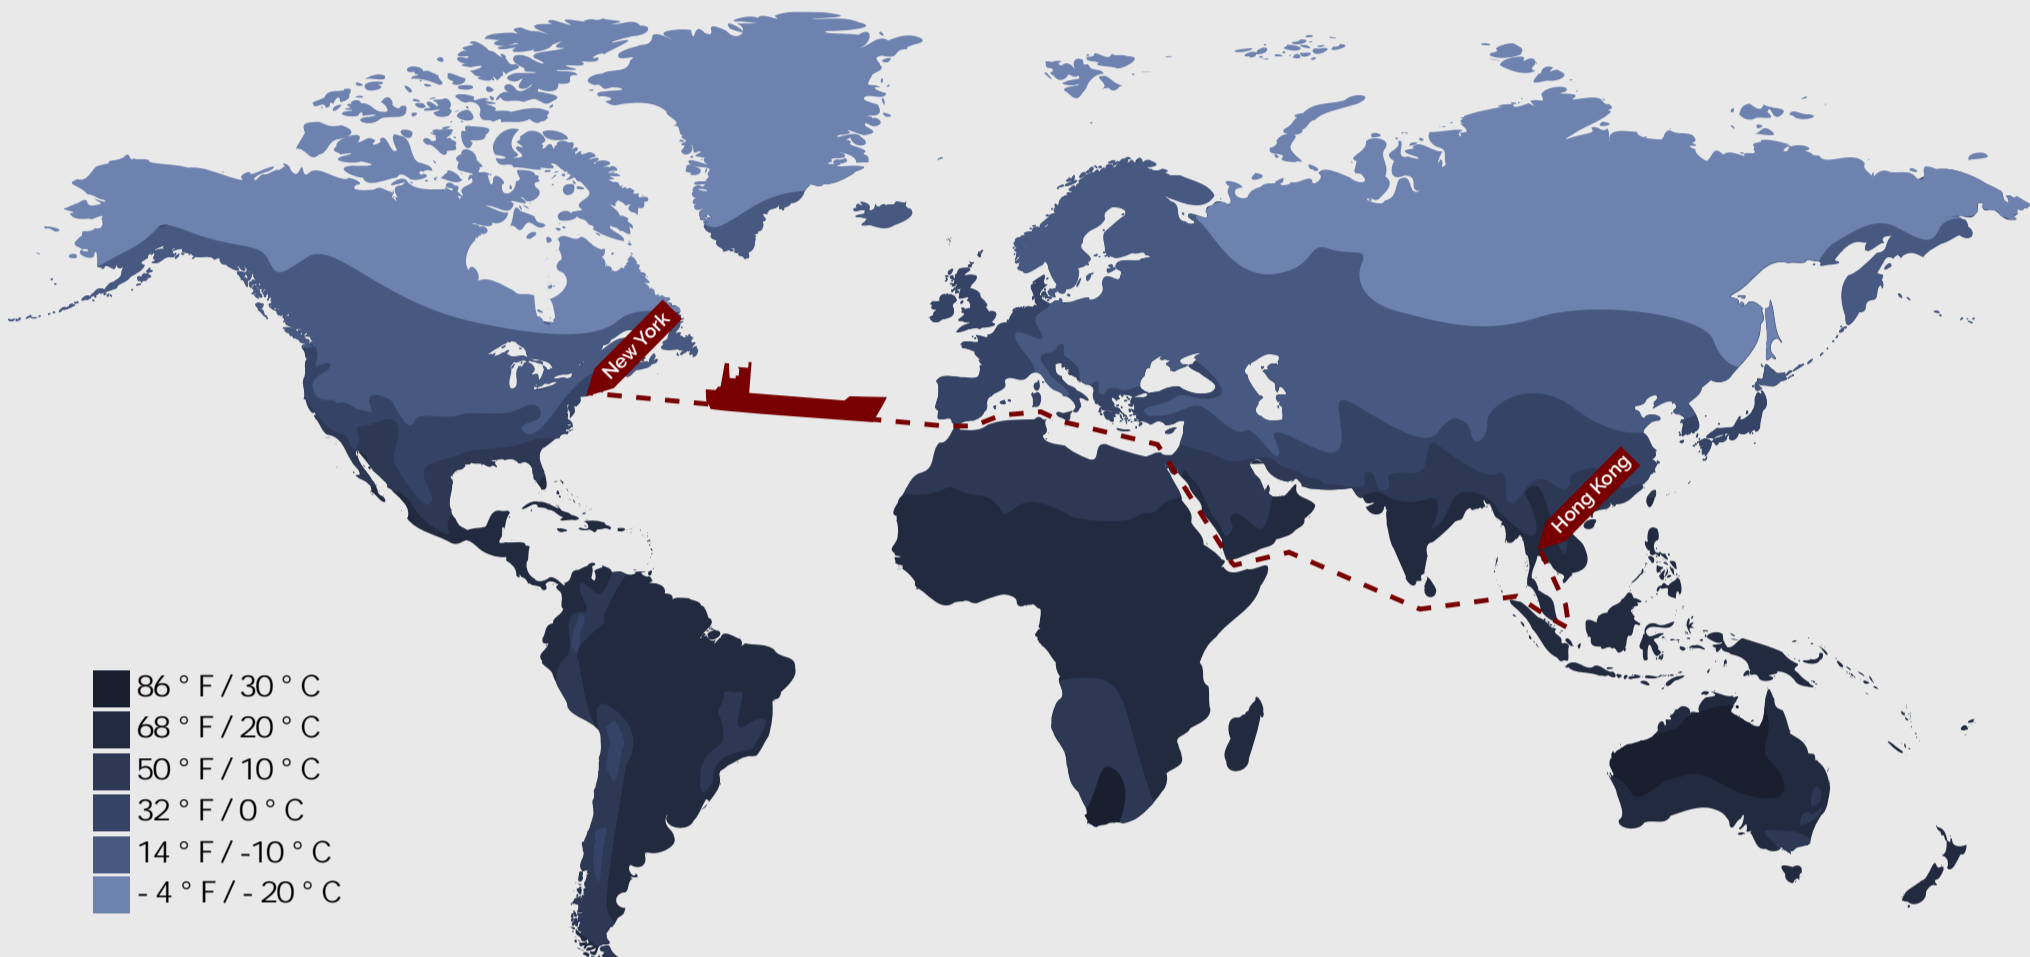 New York
Hong Kong
86 ° F / 30 ° C
68 ° F / 20 ° C
50 ° F / 10 ° C
32 ° F / 0 ° C
14 ° F / -10 ° C
- 4 ° F / - 20 ° C